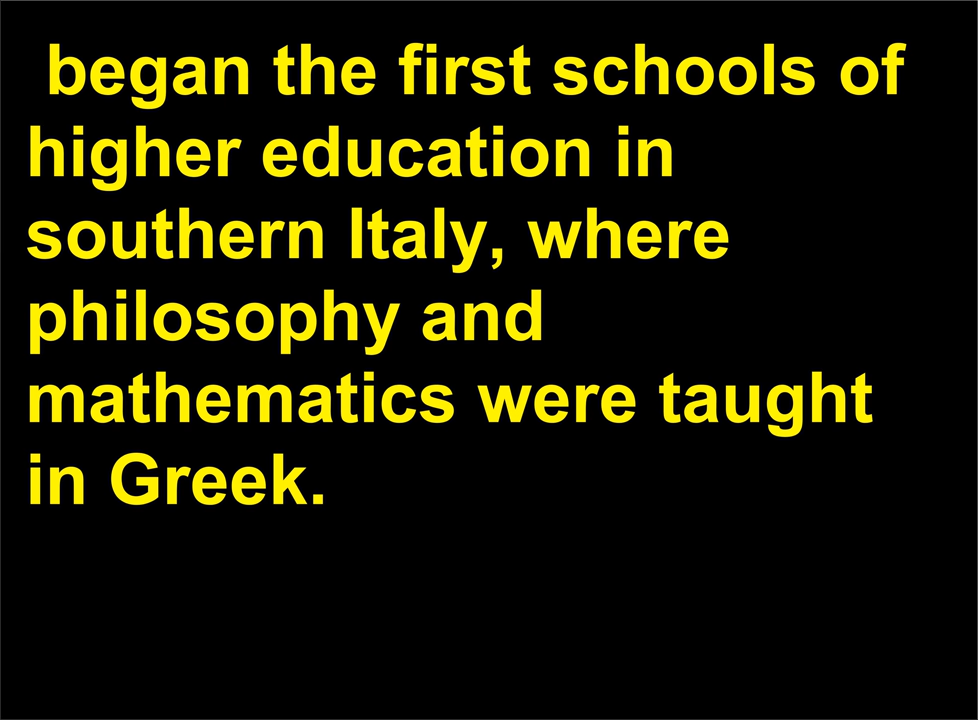 began the first schools of
higher education in
southern Italy, where
philosophy and
mathematics were taught
in Greek.